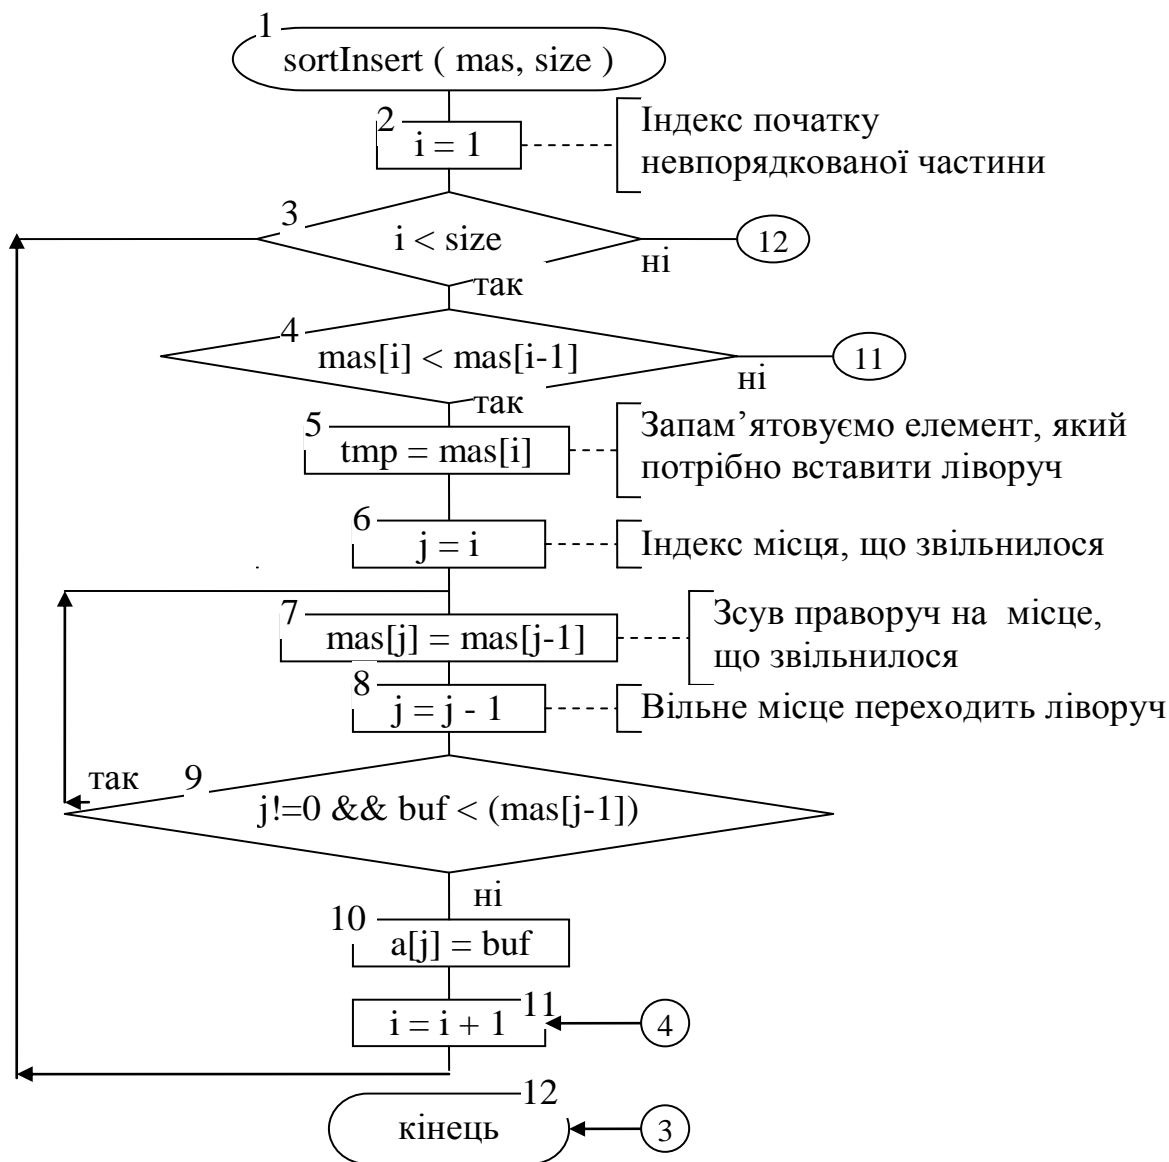 1
sortInsert ( mas, size )
2
i = 1
Індекс початку
невпорядкованої частини
3
i < size
ні
12
так
4
mas[i] < mas[i-1]
ні
11
так
5
tmp = mas[i]
Запам’ятовуємо елемент, який
потрібно вставити ліворуч
6
j = i
Індекс місця, що звільнилося
7
mas[j] = mas[j-1]
Зсув праворуч на місце,
що звільнилося
8
j = j - 1
Вільне місце переходить ліворуч
так
9
j!=0 && buf < (mas[j-1])
ні
10
a[j] = buf
11
i = i + 1
4
12
кінець
3